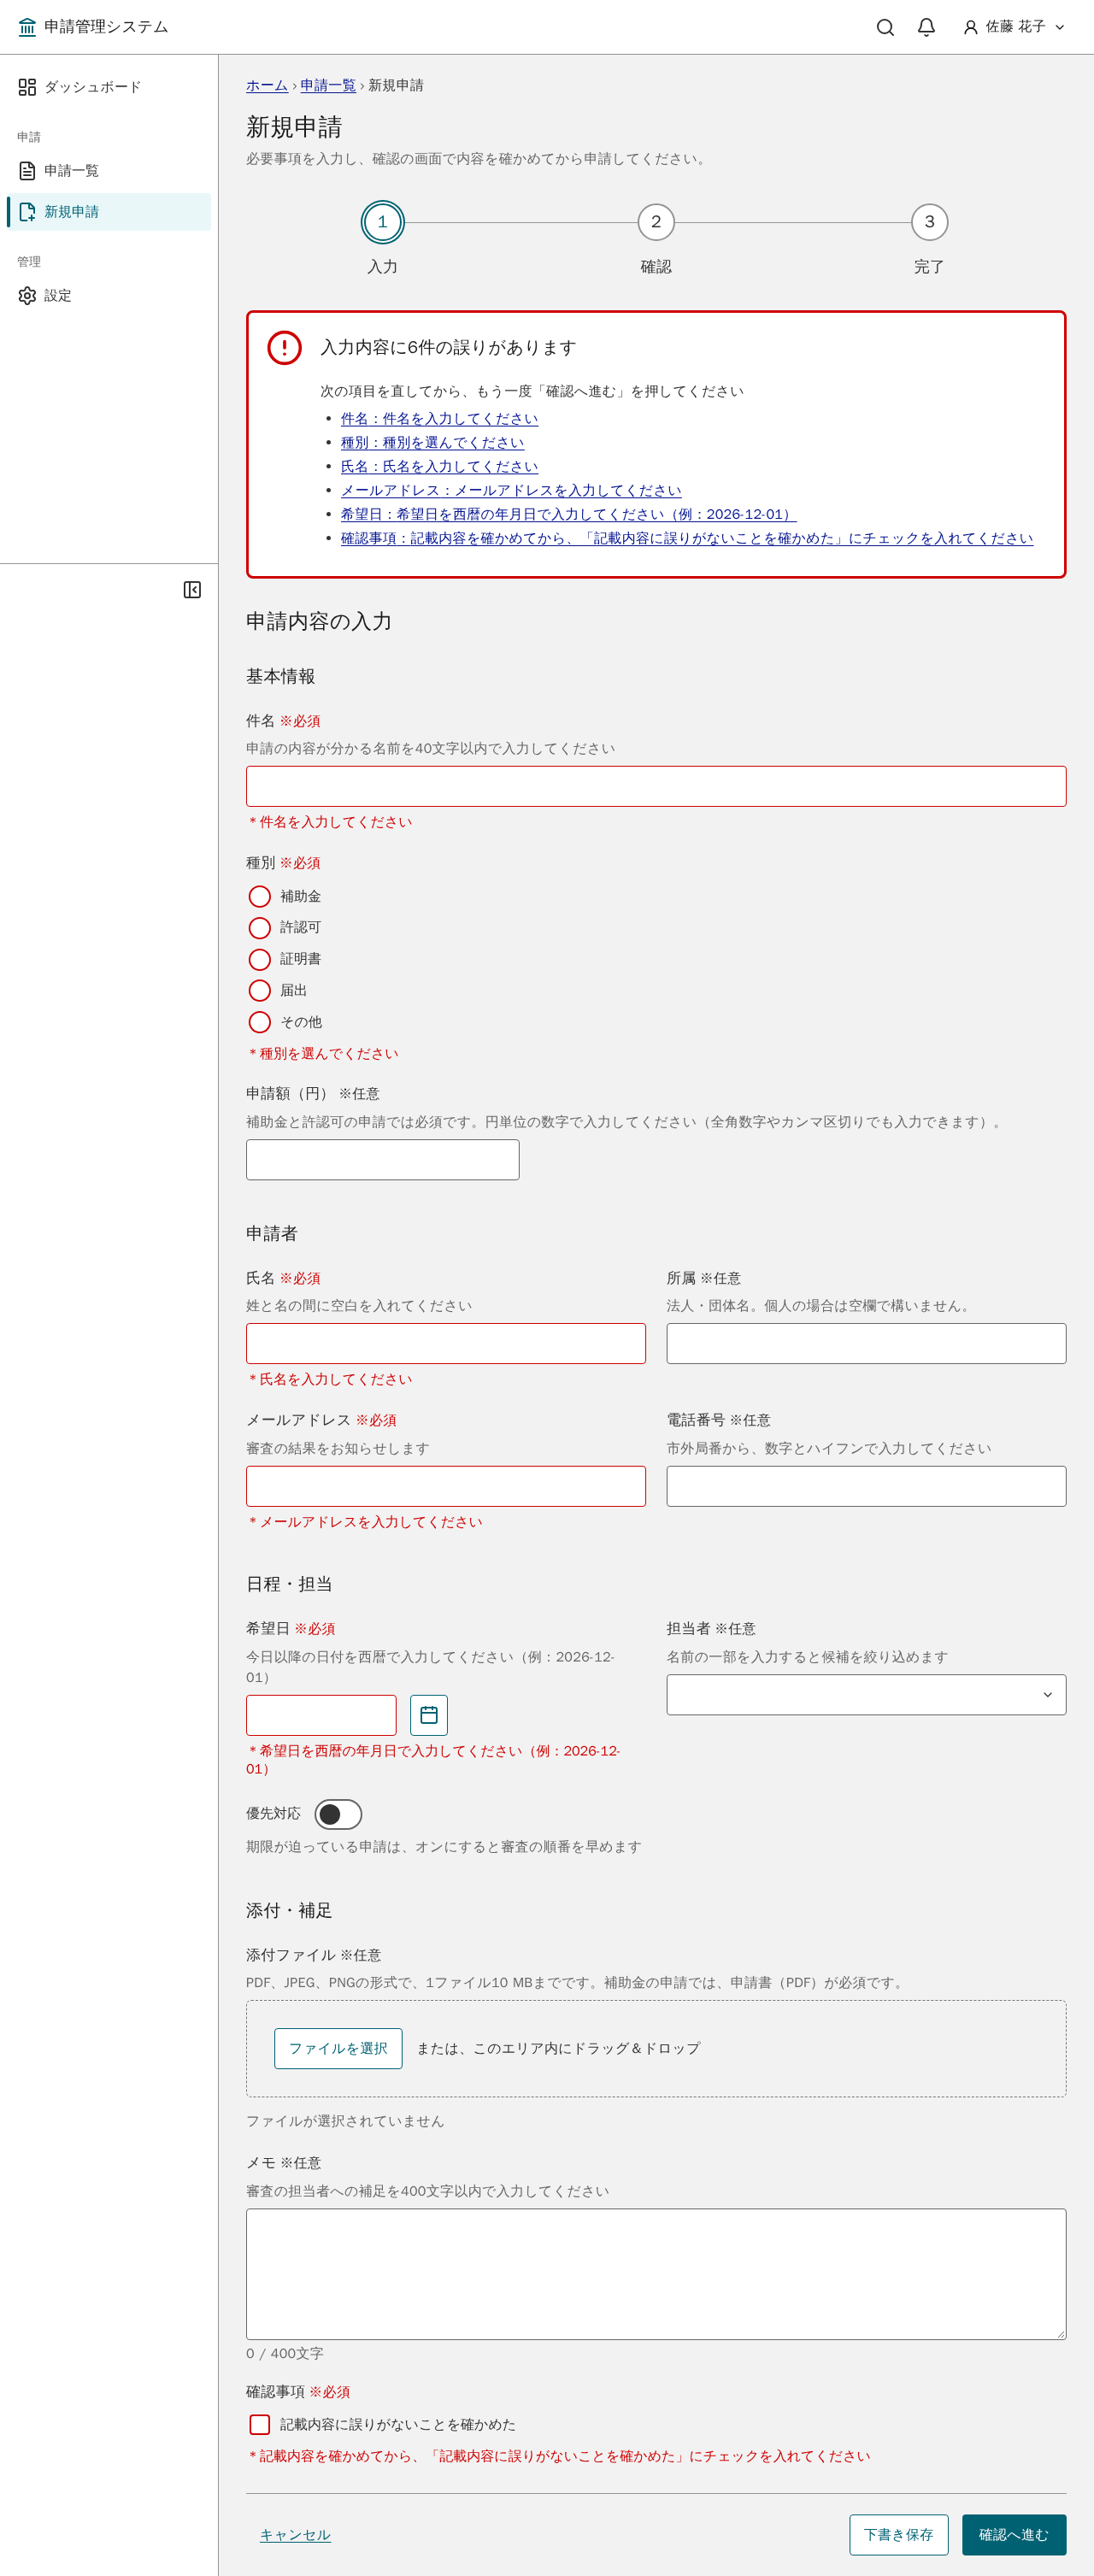 申請管理システム
佐藤 花子
ダッシュボード
申請
申請一覧
新規申請
管理
設定
ホーム › 申請一覧 › 新規申請
新規申請
必要事項を入力し、確認の画面で内容を確かめてから申請してください。
1
2
3
入力
確認
完了
入力内容に6件の誤りがあります
次の項目を直してから、もう一度「確認へ進む」を押してください
• 件名：件名を入力してください
• 種別：種別を選んでください
• 氏名：氏名を入力してください
• メールアドレス：メールアドレスを入力してください
• 希望日：希望日を西暦の年月日で入力してください（例：2026-12-01）
• 確認事項：記載内容を確かめてから、「記載内容に誤りがないことを確かめた」にチェックを入れてください
申請内容の入力
基本情報
件名 ※必須
申請の内容が分かる名前を40文字以内で入力してください
＊件名を入力してください
種別 ※必須
補助金
許認可
証明書
届出
その他
＊種別を選んでください
申請額（円） ※任意
補助金と許認可の申請では必須です。円単位の数字で入力してください（全角数字やカンマ区切りでも入力できます）。
申請者
氏名 ※必須
姓と名の間に空白を入れてください
＊氏名を入力してください
所属 ※任意
法人・団体名。個人の場合は空欄で構いません。
メールアドレス ※必須
審査の結果をお知らせします
＊メールアドレスを入力してください
電話番号 ※任意
市外局番から、数字とハイフンで入力してください
日程・担当
希望日 ※必須
今日以降の日付を西暦で入力してください（例：2026-12-
01）
＊希望日を西暦の年月日で入力してください（例：2026-12-
01）
担当者 ※任意
名前の一部を入力すると候補を絞り込めます
優先対応
期限が迫っている申請は、オンにすると審査の順番を早めます
添付・補足
添付ファイル ※任意
PDF、JPEG、PNGの形式で、1ファイル10 MBまでです。補助金の申請では、申請書（PDF）が必須です。
ファイルを選択
または、このエリア内にドラッグ＆ドロップ
ファイルが選択されていません
メモ ※任意
審査の担当者への補足を400文字以内で入力してください
0 / 400文字
確認事項 ※必須
記載内容に誤りがないことを確かめた
＊記載内容を確かめてから、「記載内容に誤りがないことを確かめた」にチェックを入れてください
キャンセル
下書き保存
確認へ進む